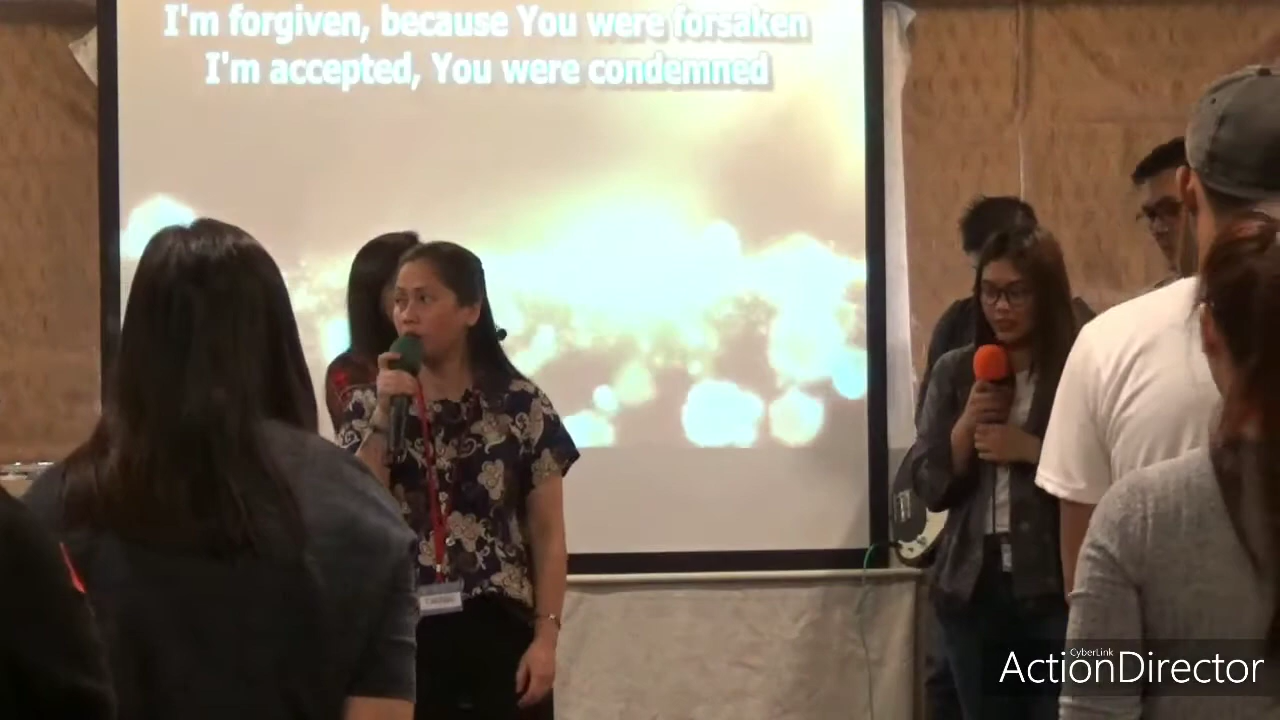 I'm forgiven, because You were forsaken
I'm accepted, You were condemned
CyberLink
ActionDirector